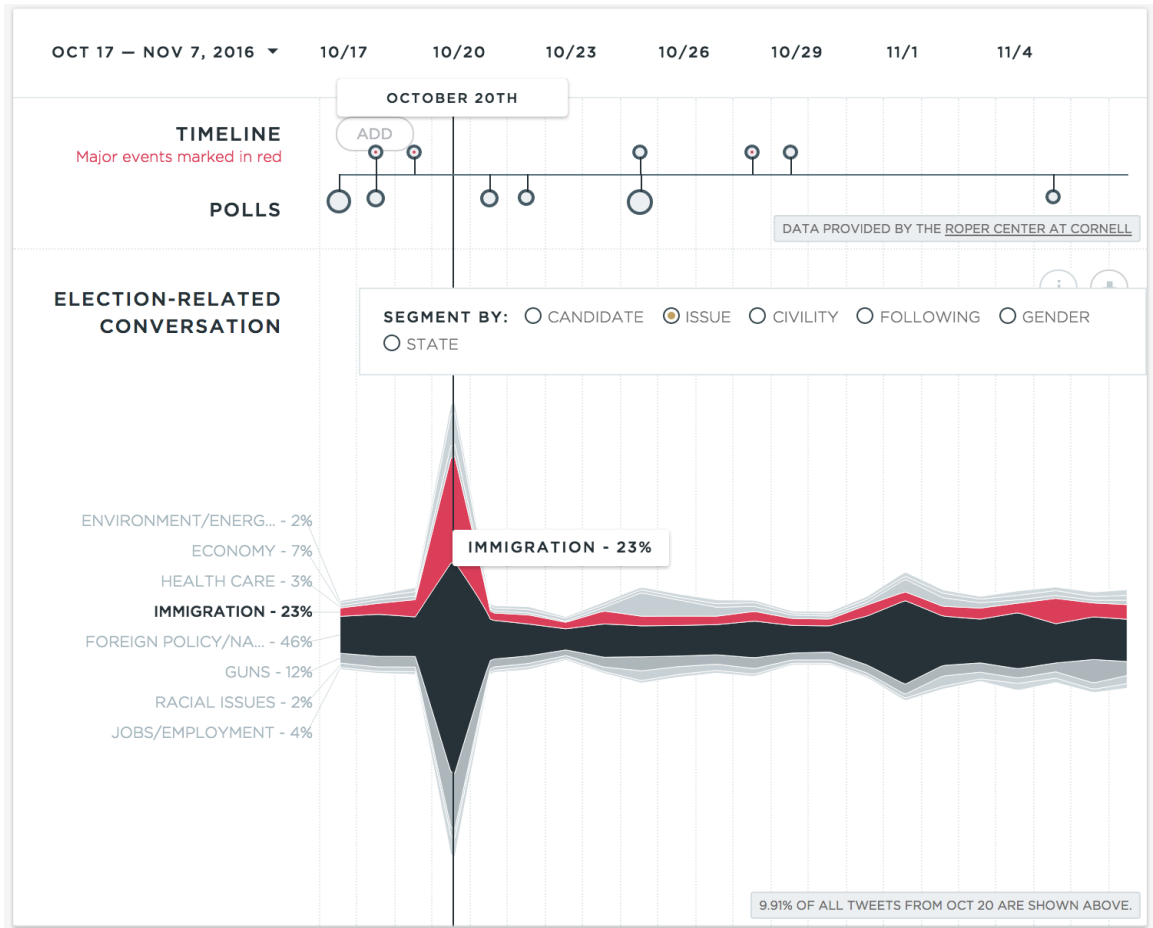 OCT 17 — NOV 7, 2016
10/17
10/20
10/23
10/26
10/29
11/1
11/4
OCTOBER 20TH
TIMELINE
ADD
Major events marked in red
POLLS
DATA PROVIDED BY THE ROPER CENTER AT CORNELL
ELECTION-RELATED
CONVERSATION
SEGMENT BY: CANDIDATE ISSUE CIVILITY FOLLOWING GENDER
STATE
ENVIRONMENT/ENERG... - 2%
ECONOMY - 7%
IMMIGRATION - 23%
HEALTH CARE - 3%
IMMIGRATION - 23%
FOREIGN POLICY/NA... - 46%
GUNS - 12%
RACIAL ISSUES - 2%
JOBS/EMPLOYMENT - 4%
9.91% OF ALL TWEETS FROM OCT 20 ARE SHOWN ABOVE.